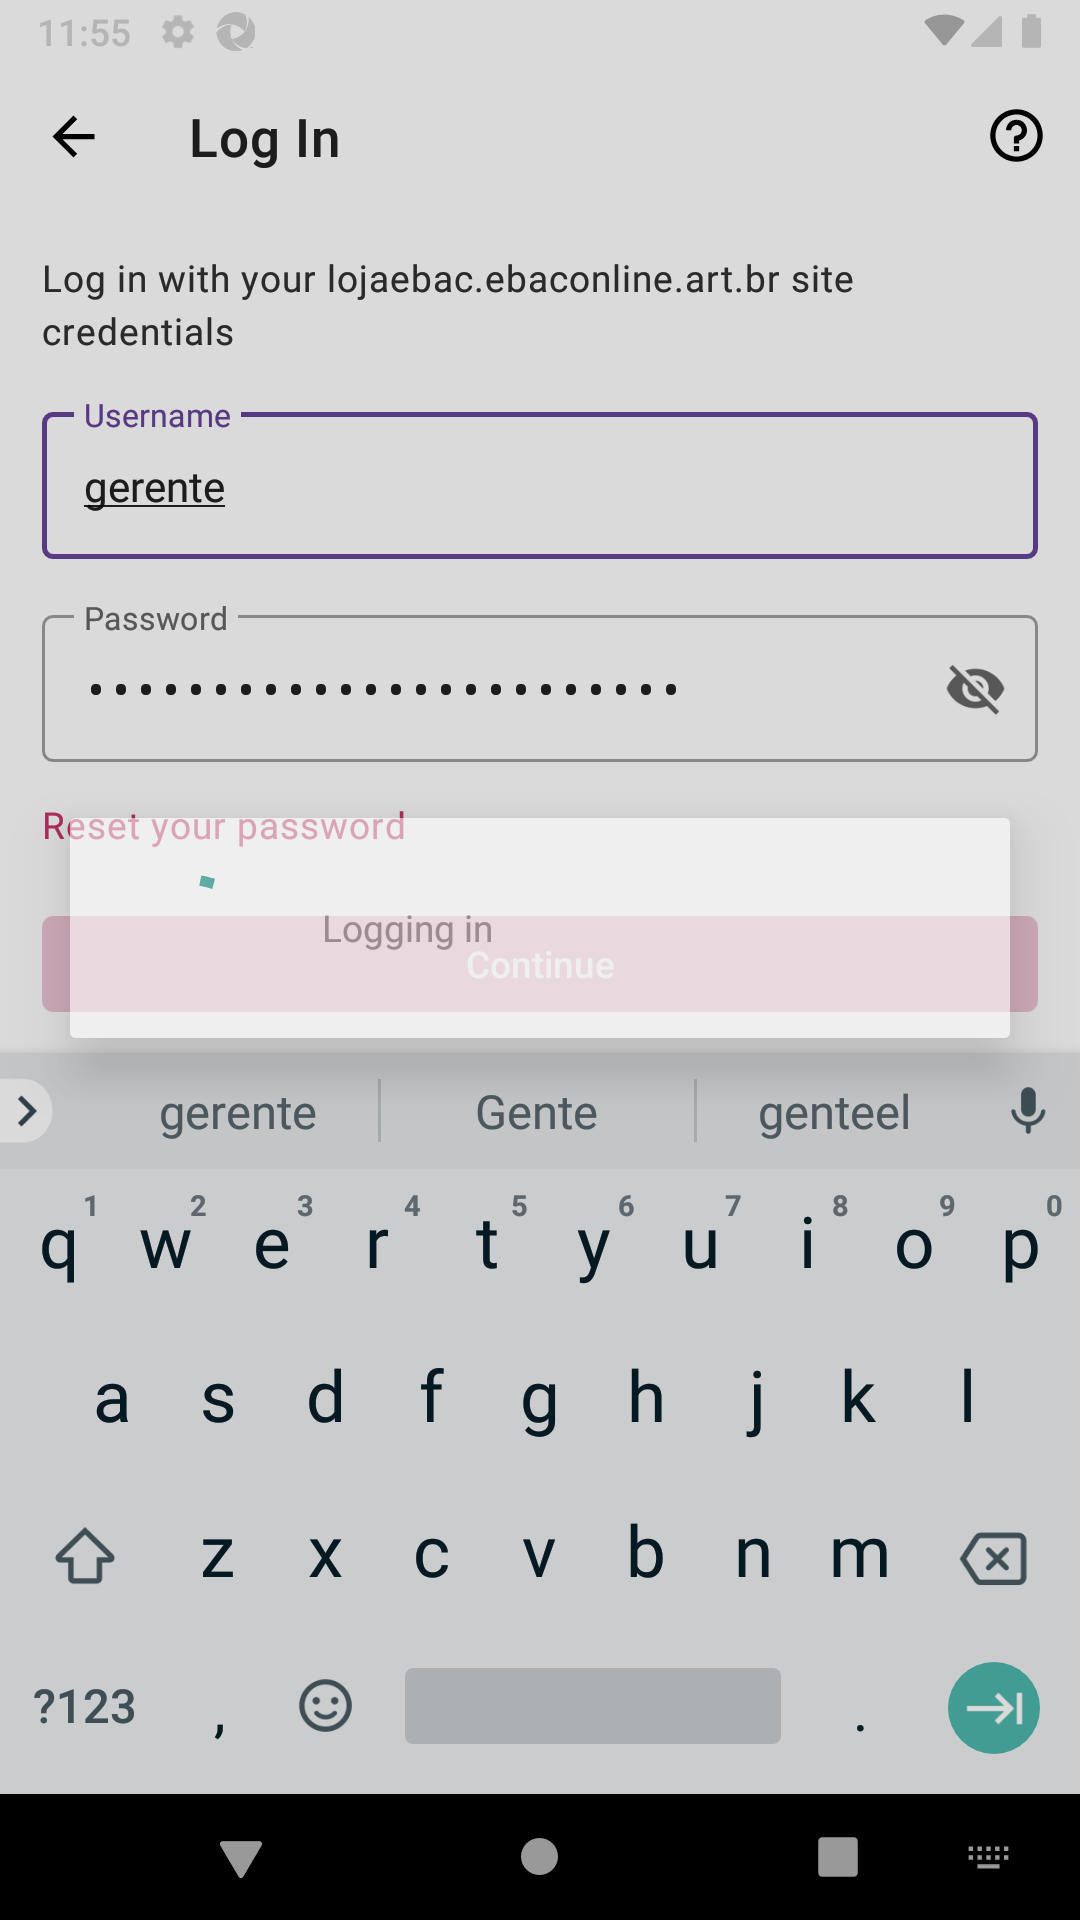 11:55
Log In
Log in with your lojaebac.ebaconline.art.br site
credentials
Username
gerente
Password
••••••••••••••••••••••••
Reset your password
Logging in
Continue
gerente Gente genteel
1 2 3 4 5 6 7 8 9 0
q w e r t y u i o p
a s d f g h j k l
z x c v b n m
?123 , .